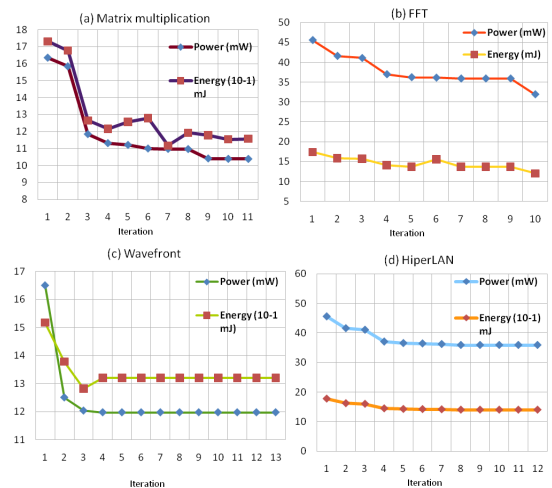 (a) Matrix multiplication
18
17
16
15
14
13
12
11
10
9
8
Power (mW)
Energy (10-1)
mJ
1 2 3 4 5 6 7 8 9 10 11
Iteration
(b) FFT
50
45
40
35
30
25
20
15
10
5
Power (mW)
Energy (mJ)
1 2 3 4 5 6 7 8 9 10
Iteration
(c) Wavefront
17
16
15
14
13
12
11
Power (mW)
Energy (10-1
mJ)
1 2 3 4 5 6 7 8 9 10 11 12 13
Iteration
(d) HiperLAN
60
50
40
30
20
10
0
Power (mW)
Energy (10-1)
mJ
1 2 3 4 5 6 7 8 9 10 11 12
Iteration